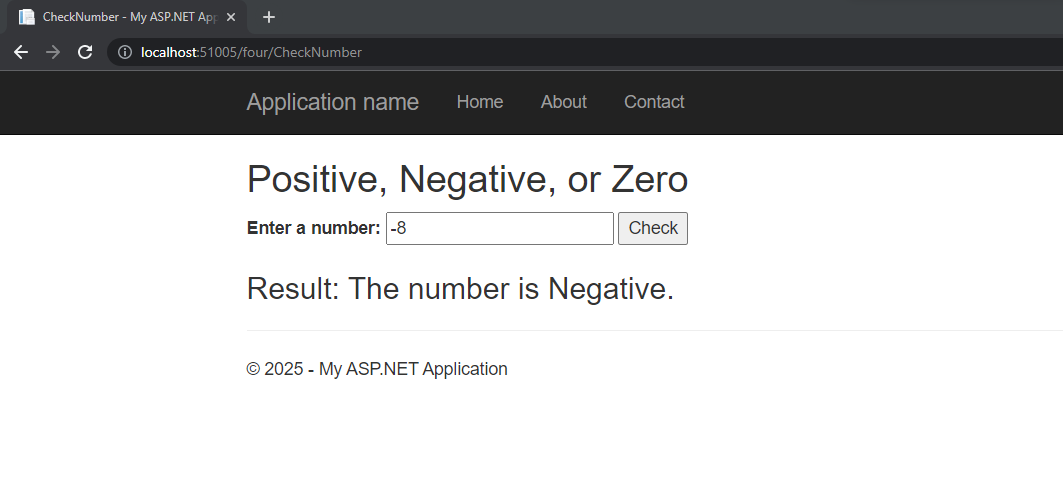 CheckNumber - My ASP.NET App
localhost:51005/four/CheckNumber
Application name Home About Contact
Positive, Negative, or Zero
Enter a number: -8 Check
Result: The number is Negative.
© 2025 - My ASP.NET Application